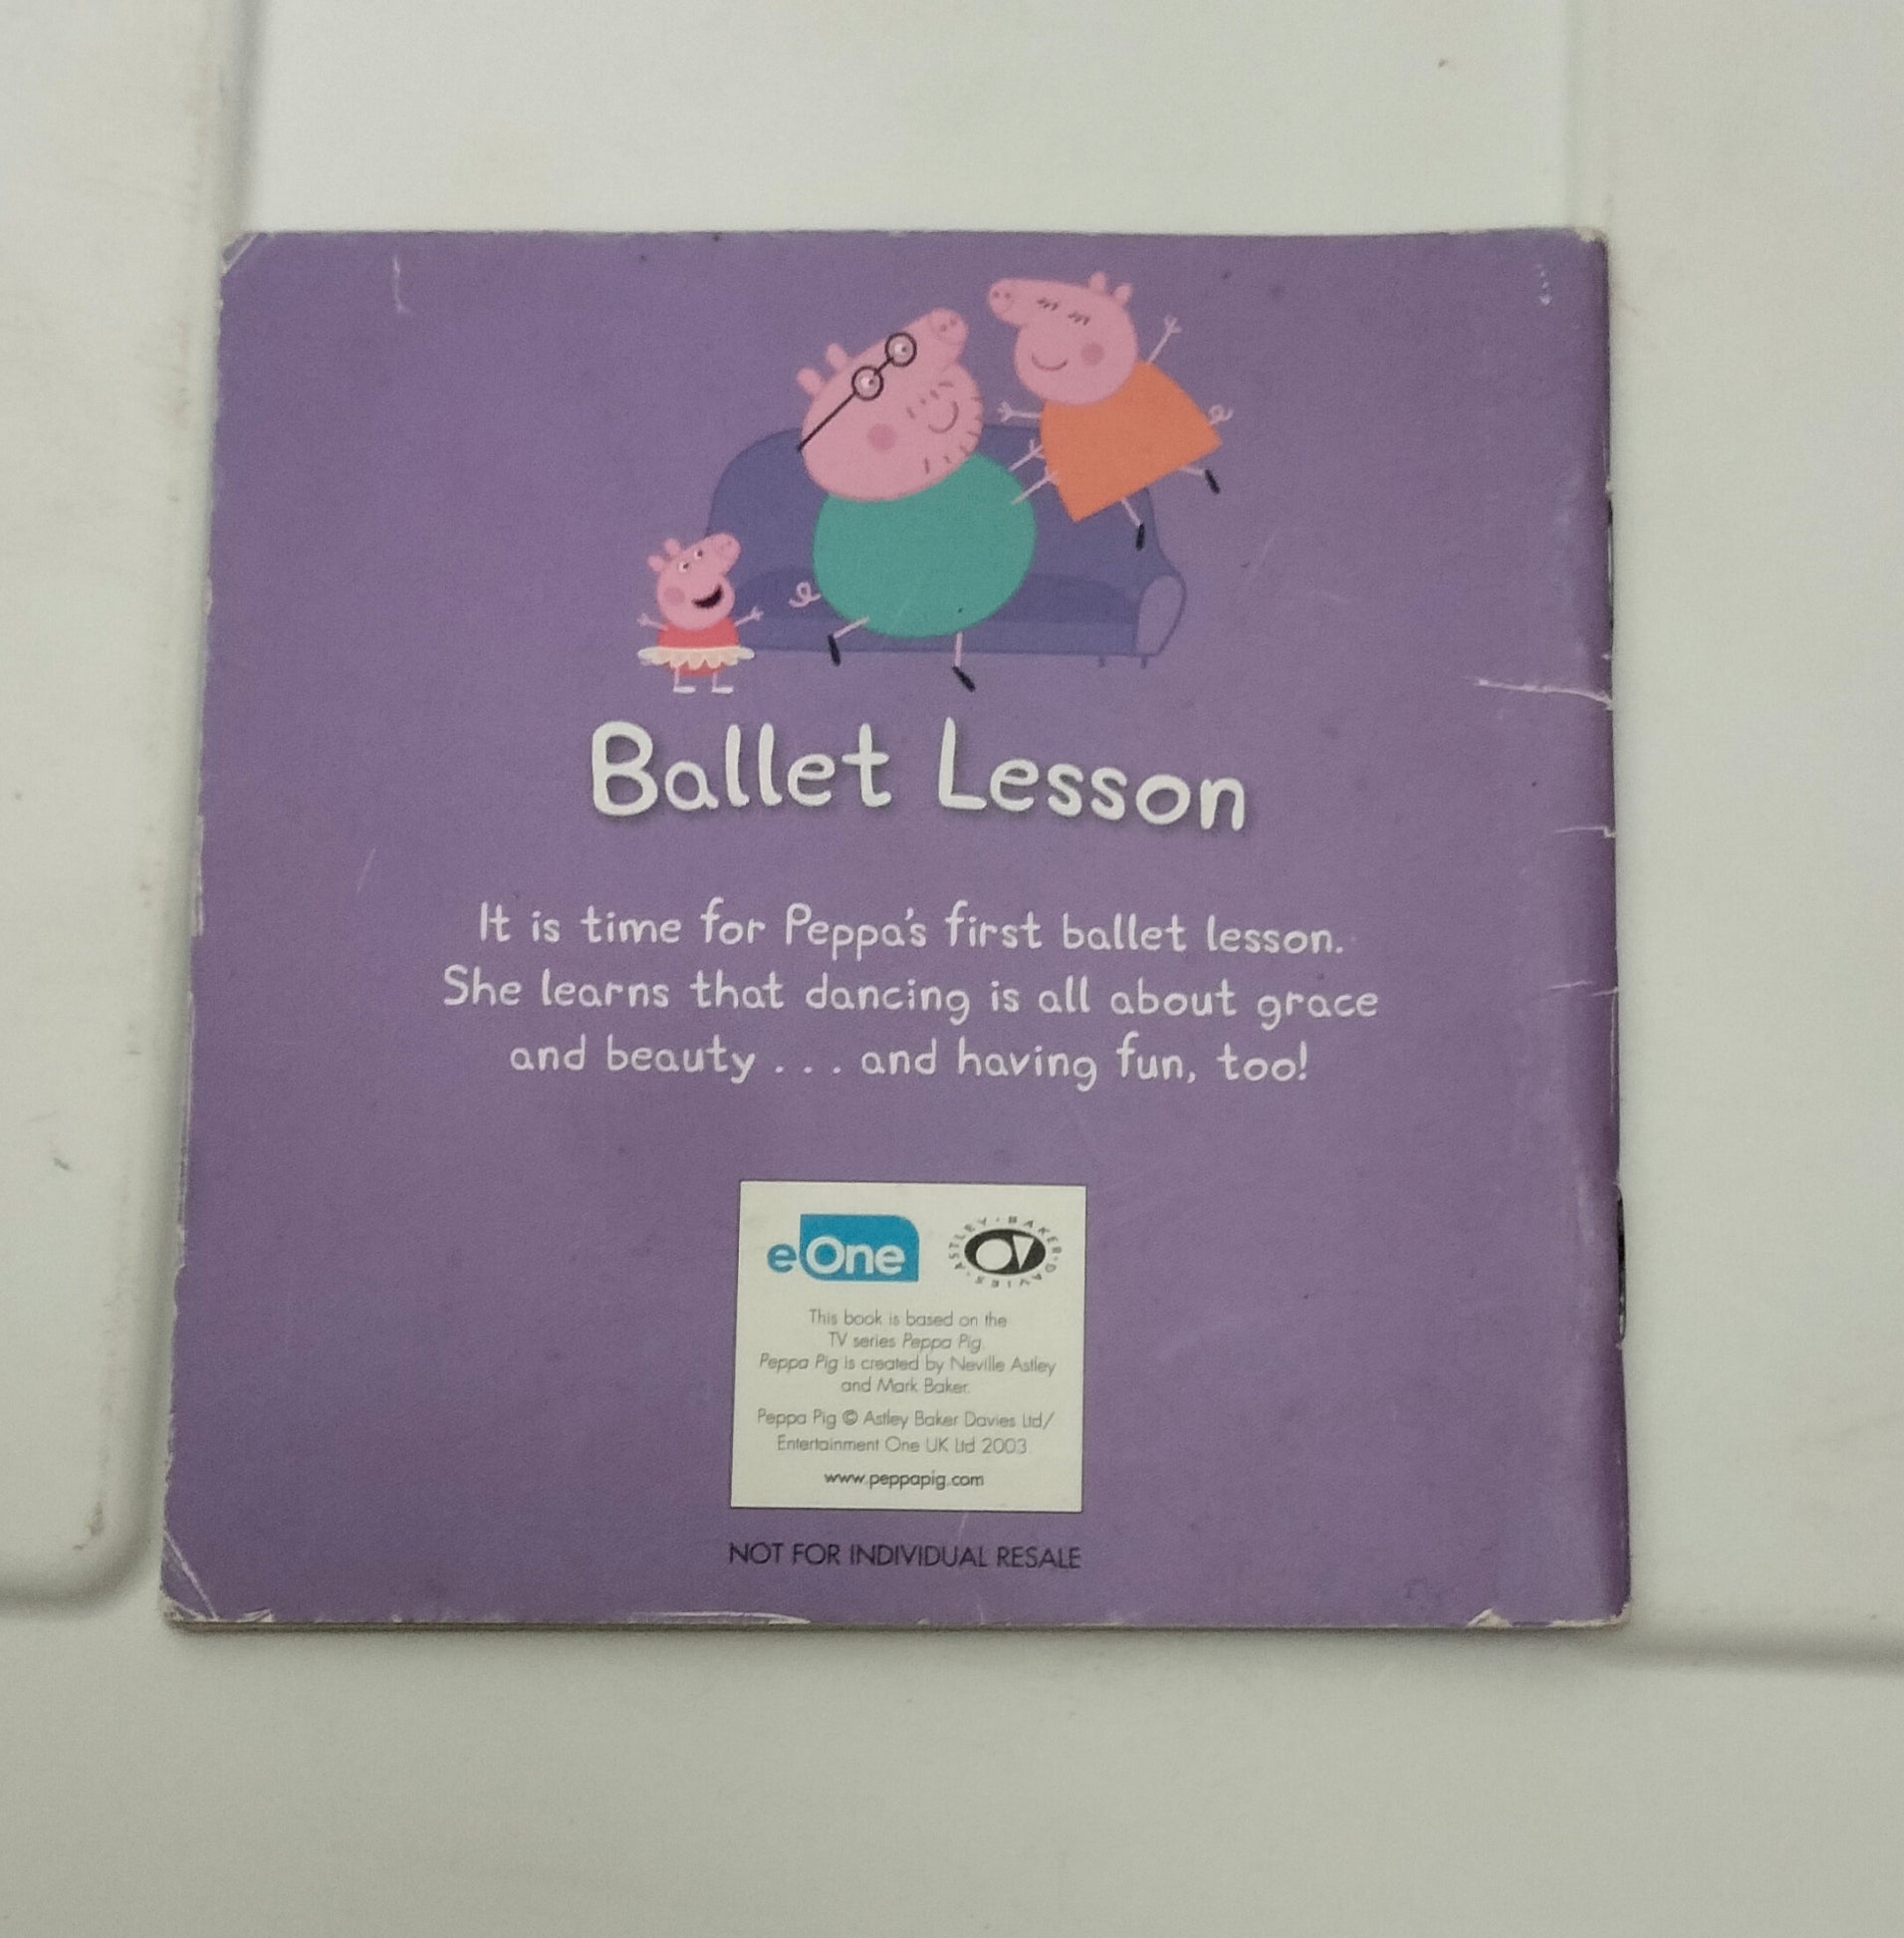 Ballet Lesson
It is time for Peppa's first ballet lesson.
She learns that dancing is all about grace
and beauty . . . and having fun, too!
eOne
ASTLEY · BAKER · DAVIES
This book is based on the
TV series Peppa Pig.
Peppa Pig is created by Neville Astley
and Mark Baker.
Peppa Pig © Astley Baker Davies Ltd/
Entertainment One UK Ltd 2003.
www.peppapig.com
NOT FOR INDIVIDUAL RESALE